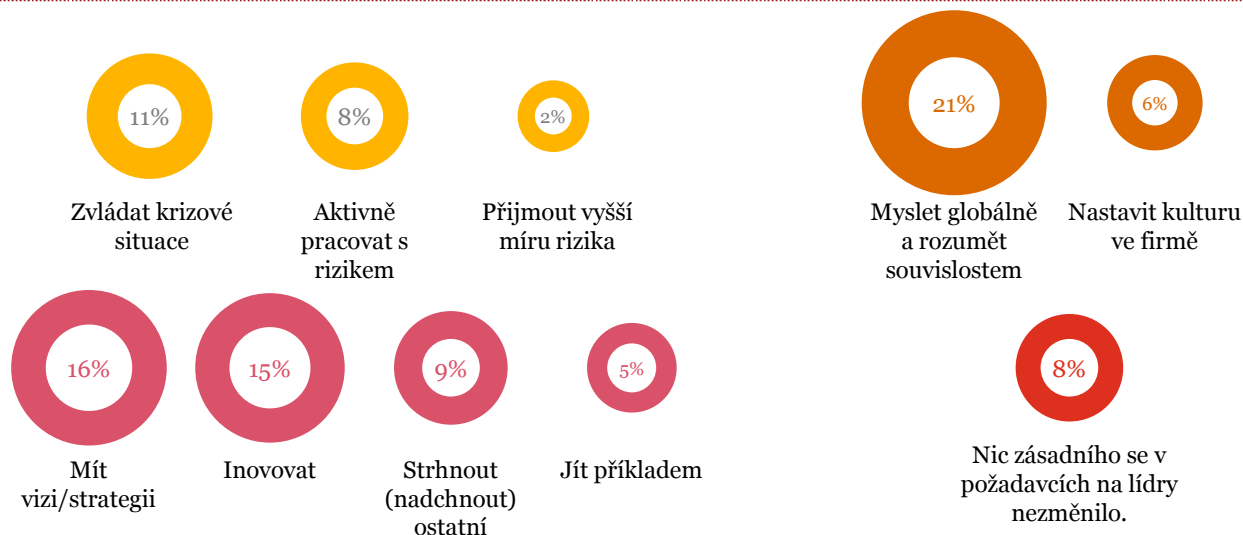 11%
8%
2%
21%
6%
Zvládat krizové
situace
Aktivně
pracovat s
rizikem
Přijmout vyšší
míru rizika
Myslet globálně
a rozumět
souvislostem
Nastavit kulturu
ve firmě
16%
15%
9%
5%
8%
Mít
vizi/strategii
Inovovat
Strhnout
(nadchnout)
ostatní
Jít příkladem
Nic zásadního se v
požadavcích na lídry
nezměnilo.